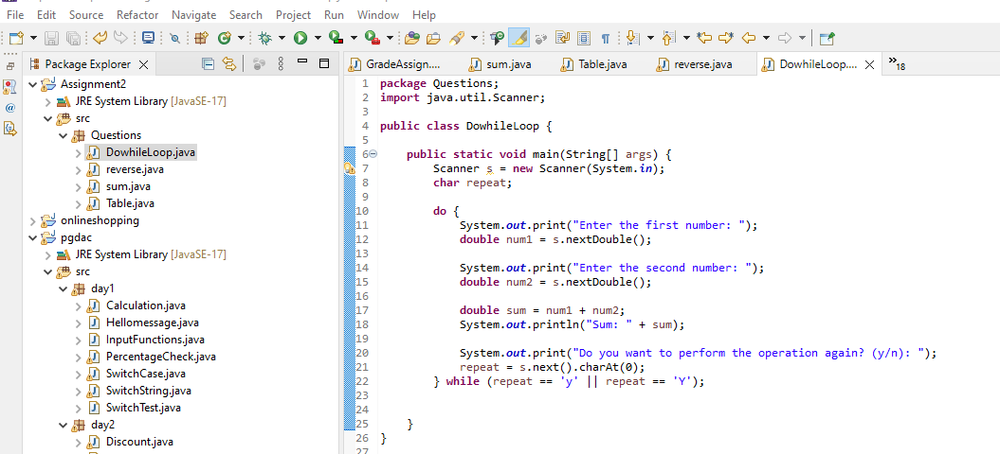 File Edit Source Refactor Navigate Search Project Run Window Help
Package Explorer
Assignment2
JRE System Library [JavaSE-17]
src
Questions
DowhileLoop.java
reverse.java
sum.java
Table.java
onlineshopping
pgdac
JRE System Library [JavaSE-17]
src
day1
Calculation.java
Hellomessage.java
InputFunctions.java
PercentageCheck.java
SwitchCase.java
SwitchString.java
SwitchTest.java
day2
Discount.java
GradeAssign.... sum.java Table.java reverse.java DowhileLoop.... 18
1 package Questions;
2 import java.util.Scanner;
3
4 public class DowhileLoop {
5
6 public static void main(String[] args) {
7 Scanner s = new Scanner(System.in);
8 char repeat;
9
10 do {
11 System.out.print("Enter the first number: ");
12 double num1 = s.nextDouble();
13
14 System.out.print("Enter the second number: ");
15 double num2 = s.nextDouble();
16
17 double sum = num1 + num2;
18 System.out.println("Sum: " + sum);
19
20 System.out.print("Do you want to perform the operation again? (y/n): ");
21 repeat = s.next().charAt(0);
22 } while (repeat == 'y' || repeat == 'Y');
23
24
25 }
26 }
27